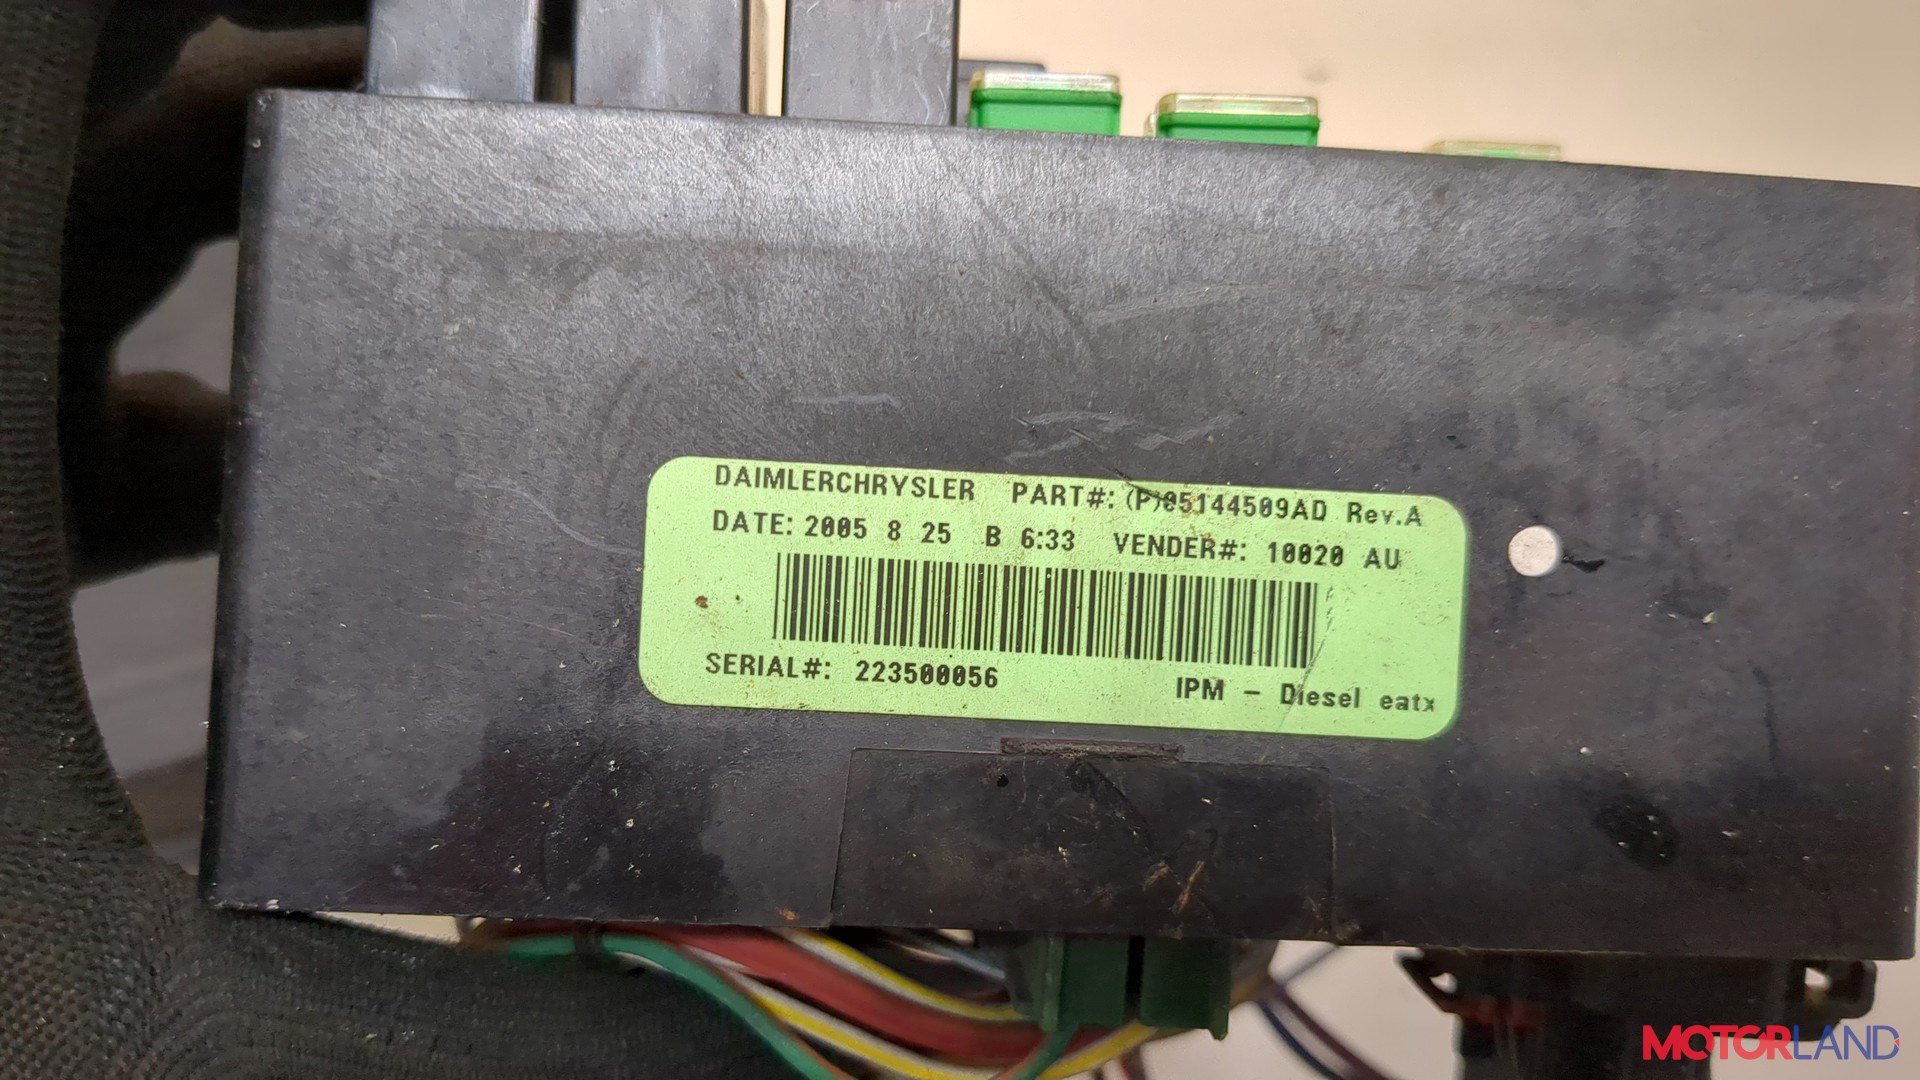 DAIMLERCHRYSLER PART#: (P)05144509AD Rev.A
DATE: 2005 8 25 B 6:33 VENDER#: 10020 AU
SERIAL#: 223500056
IPM - Diesel eatx
MOTORLAND